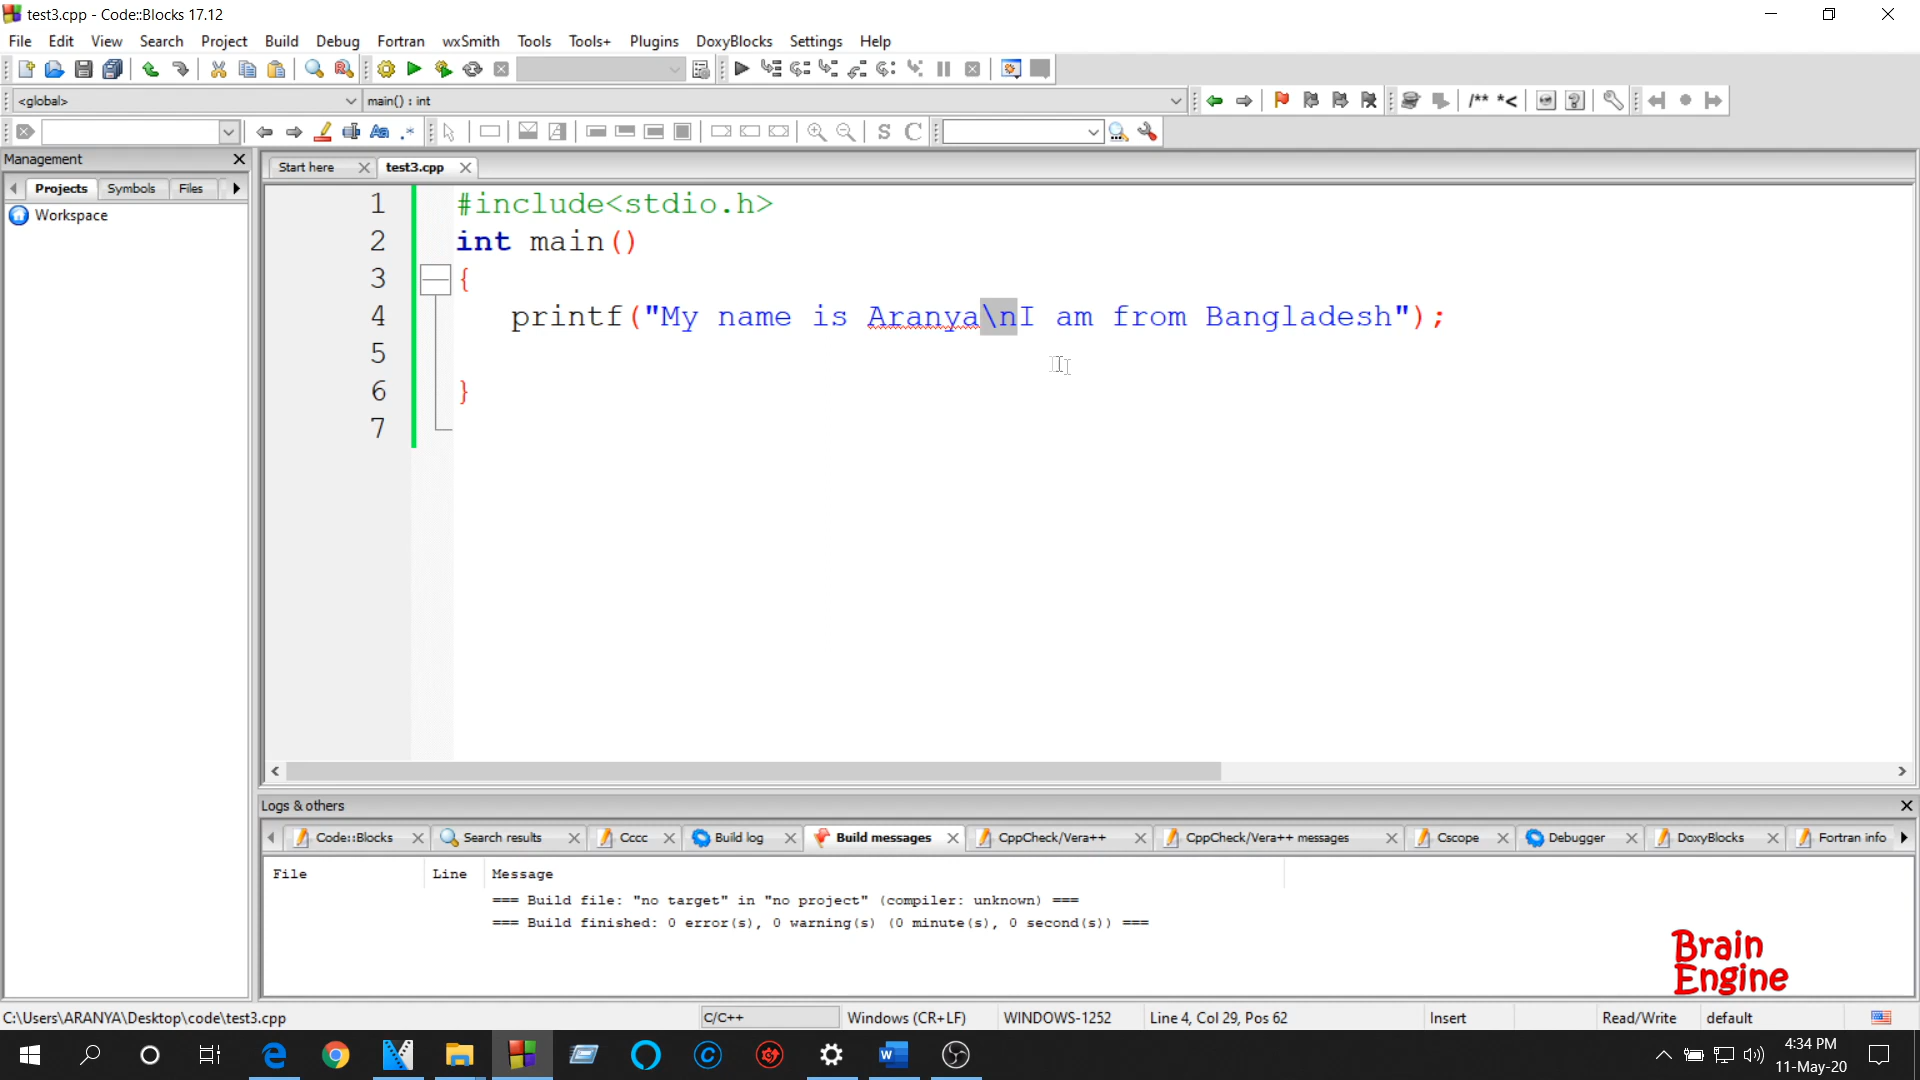 test3.cpp - Code::Blocks 17.12
File Edit View Search Project Build Debug Fortran wxSmith Tools Tools+ Plugins DoxyBlocks Settings Help
<global> main() : int
Management
Projects Symbols Files
Workspace
Start here test3.cpp
1 #include<stdio.h>
2 int main()
3 {
4 printf("My name is Aranya\nI am from Bangladesh");
5
6 }
7
Logs & others
Code::Blocks Search results Cccc Build log Build messages CppCheck/Vera++ CppCheck/Vera++ messages Cscope Debugger DoxyBlocks Fortran info
File Line Message
=== Build file: "no target" in "no project" (compiler: unknown) ===
=== Build finished: 0 error(s), 0 warning(s) (0 minute(s), 0 second(s)) ===
Brain
Engine
C:\Users\ARANYA\Desktop\code\test3.cpp C/C++ Windows (CR+LF) WINDOWS-1252 Line 4, Col 29, Pos 62 Insert Read/Write default
4:34 PM
11-May-20